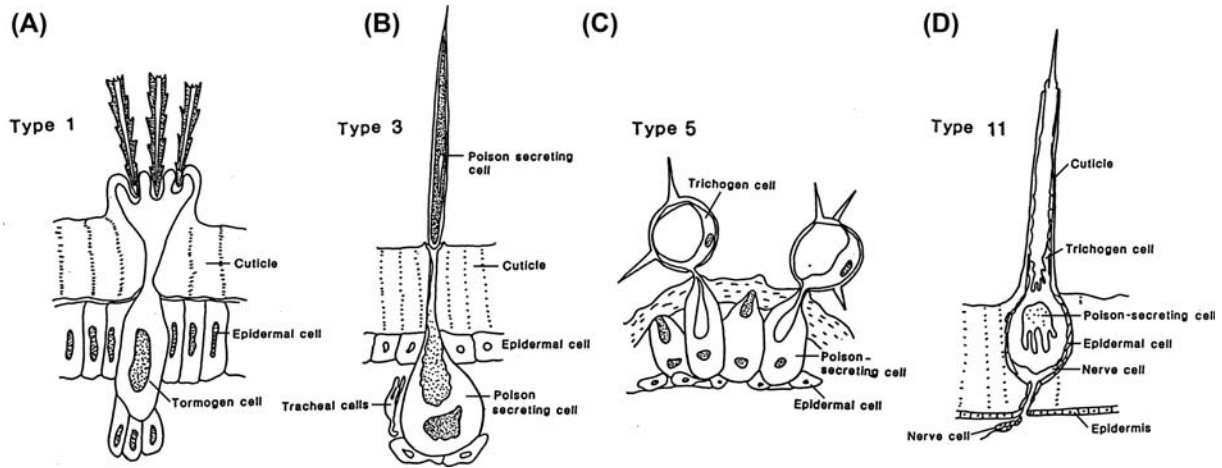 (A)
Type 1
Cuticle
Epidermal cell
Tormogen cell
(B)
Type 3
Poison secreting
cell
Cuticle
Epidermal cell
Tracheal cells
Poison
secreting cell
(C)
Type 5
Trichogen cell
Poison-
secreting cell
Epidermal cell
(D)
Type 11
Cuticle
Trichogen cell
Poison-secreting cell
Epidermal cell
Nerve cell
Nerve cell
Epidermis